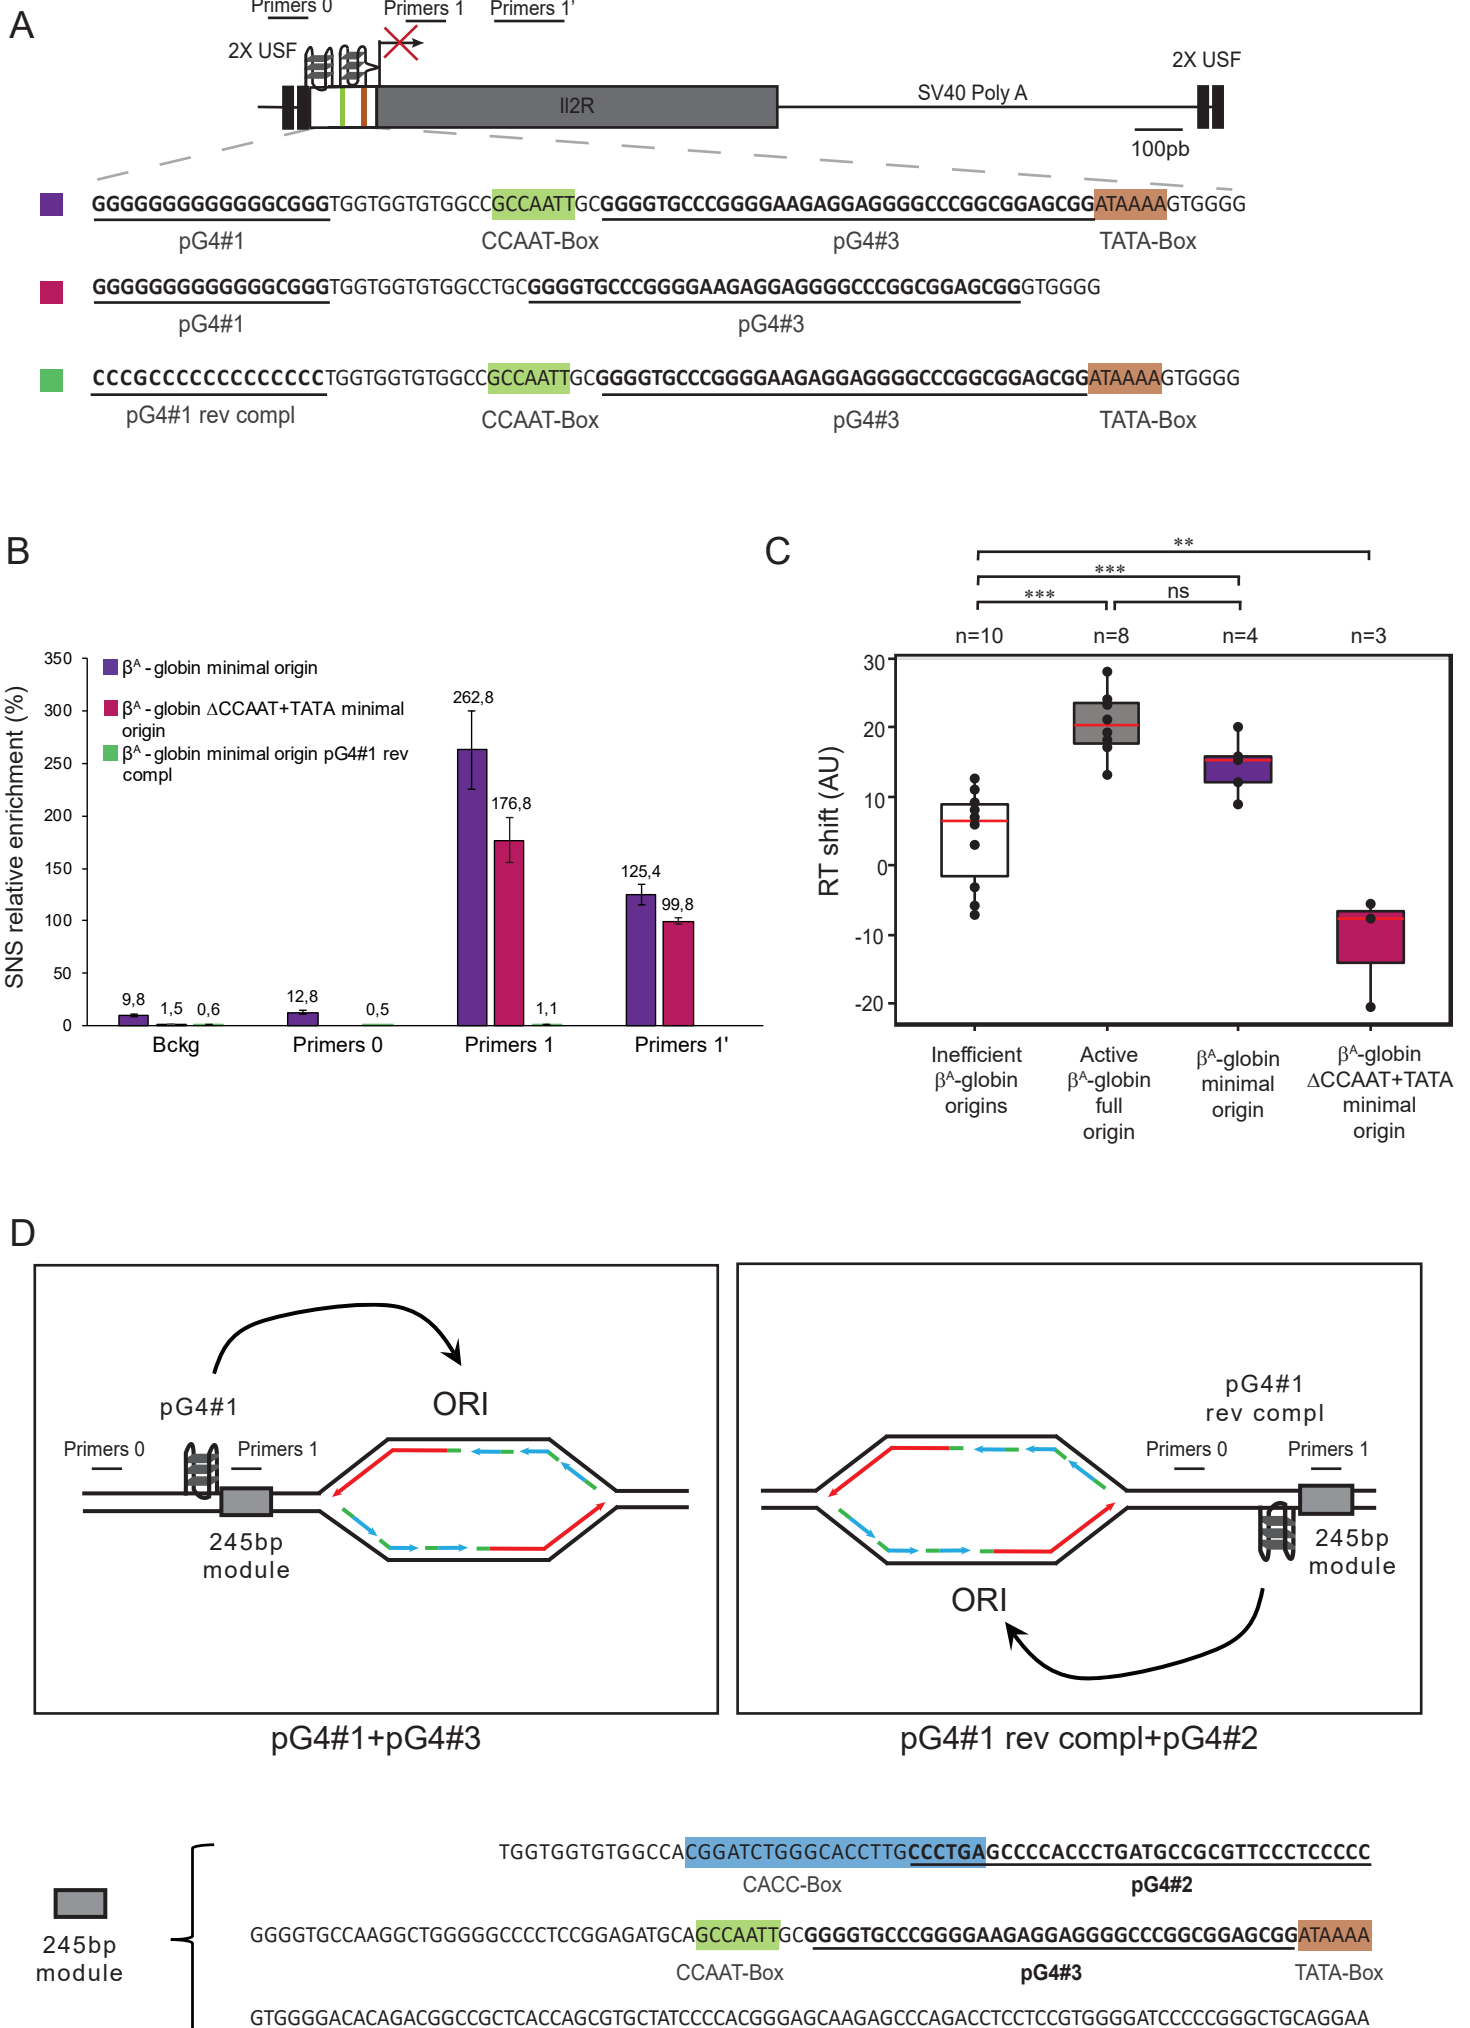 A
Primers 0
Primers 1
Primers 1'
2X USF
2X USF
Il2R
SV40 Poly A
100pb
GGGGGGGGGGGGGCGGGTGGTGGTGTGGCCGCCAATTGCGGGGTGCCCGGGGAAGAGGAGGGGCCCGGCGGAGCGGATAAAAGTGGGG
pG4#1
CCAAT-Box
pG4#3
TATA-Box
GGGGGGGGGGGGGCGGGTGGTGGTGTGGCCTGCGGGGTGCCCGGGGAAGAGGAGGGGCCCGGCGGAGCGGGTGGGG
pG4#1
pG4#3
CCCGCCCCCCCCCCCCCTGGTGGTGTGGCCGCCAATTGCGGGGTGCCCGGGGAAGAGGAGGGGCCCGGCGGAGCGGATAAAAGTGGGG
pG4#1 rev compl
CCAAT-Box
pG4#3
TATA-Box
B
SNS relative enrichment (%)
350
300
250
200
150
100
50
0
βA - globin minimal origin
βA - globin ΔCCAAT+TATA minimal
origin
βA - globin minimal origin pG4#1 rev
compl
9,8
1,5
0,6
12,8
0,5
262,8
176,8
1,1
125,4
99,8
Bckg
Primers 0
Primers 1
Primers 1'
C
**
***
***
ns
n=10
n=8
n=4
n=3
RT shift (AU)
30
20
10
0
-10
-20
Inefficient
βA-globin
origins
Active
βA-globin
full
origin
βA-globin
minimal
origin
βA-globin
ΔCCAAT+TATA
minimal
origin
D
pG4#1
ORI
Primers 0
Primers 1
245bp
module
pG4#1+pG4#3
pG4#1
rev compl
Primers 0
Primers 1
245bp
module
ORI
pG4#1 rev compl+pG4#2
TGGTGGTGTGGCCACGGATCTGGGCACCTTGCCCTGAGCCCCACCCTGATGCCGCGTTCCCTCCCCC
CACC-Box
pG4#2
GGGGTGCCAAGGCTGGGGGCCCCTCCGGAGATGCAGCCAATTGCGGGGTGCCCGGGGAAGAGGAGGGGCCCGGCGGAGCGGATAAAA
CCAAT-Box
pG4#3
TATA-Box
245bp
module
GTGGGGACACAGACGGCCGCTCACCAGCGTGCTATCCCCACGGGAGCAAGAGCCCAGACCTCCTCCGTGGGGATCCCCCGGGCTGCAGGAA